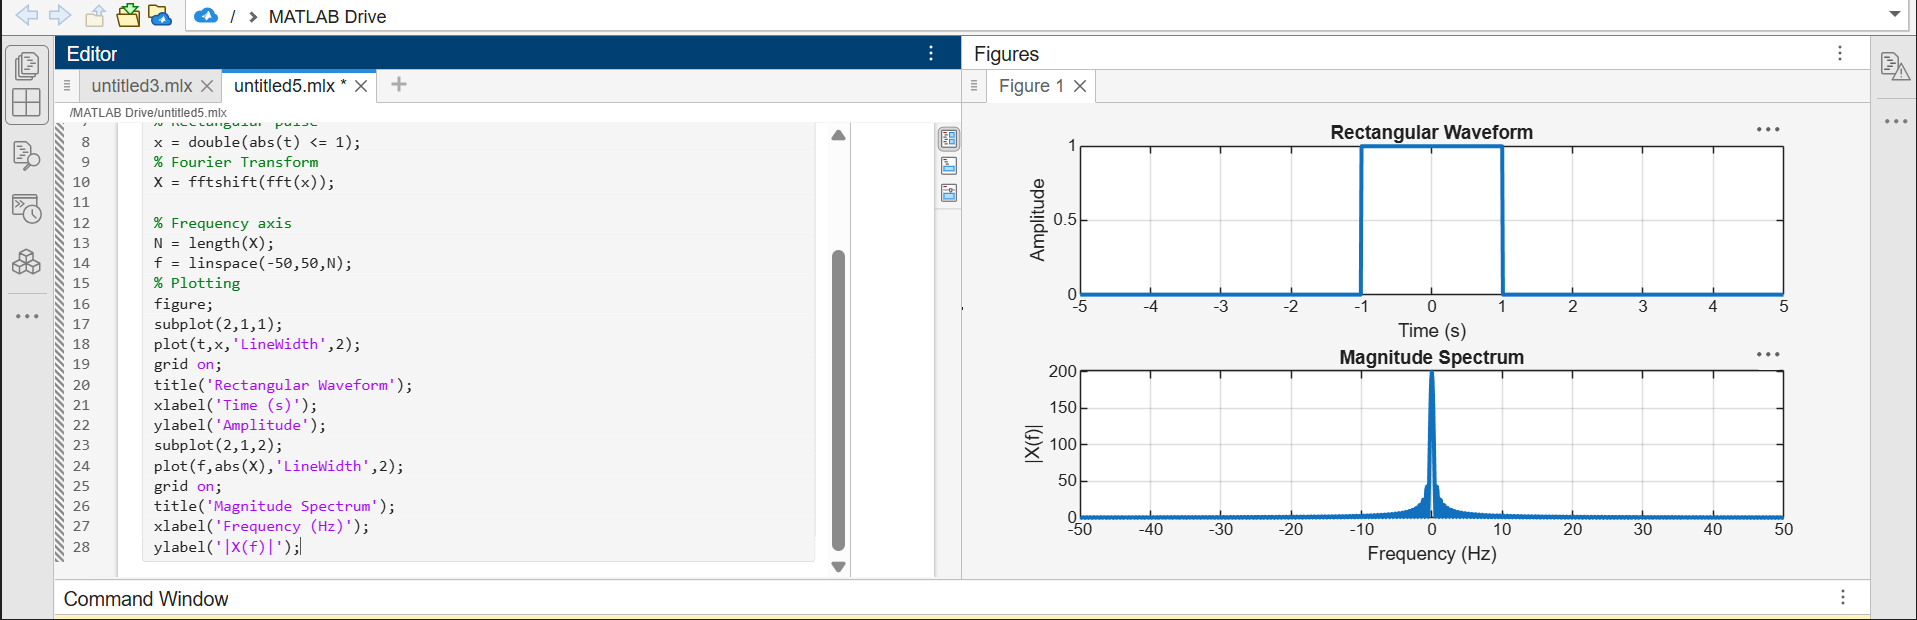 / > MATLAB Drive
Editor
untitled3.mlx
untitled5.mlx *
/MATLAB Drive/untitled5.mlx
7 % Rectangular pulse
8 x = double(abs(t) <= 1);
9 % Fourier Transform
10 X = fftshift(fft(x));
11
12 % Frequency axis
13 N = length(X);
14 f = linspace(-50,50,N);
15 % Plotting
16 figure;
17 subplot(2,1,1);
18 plot(t,x,'LineWidth',2);
19 grid on;
20 title('Rectangular Waveform');
21 xlabel('Time (s)');
22 ylabel('Amplitude');
23 subplot(2,1,2);
24 plot(f,abs(X),'LineWidth',2);
25 grid on;
26 title('Magnitude Spectrum');
27 xlabel('Frequency (Hz)');
28 ylabel('|X(f)|');
Figures
Figure 1
Rectangular Waveform
Amplitude
1
0.5
0
-5 -4 -3 -2 -1 0 1 2 3 4 5
Time (s)
Magnitude Spectrum
|X(f)|
200
150
100
50
0
-50 -40 -30 -20 -10 0 10 20 30 40 50
Frequency (Hz)
Command Window